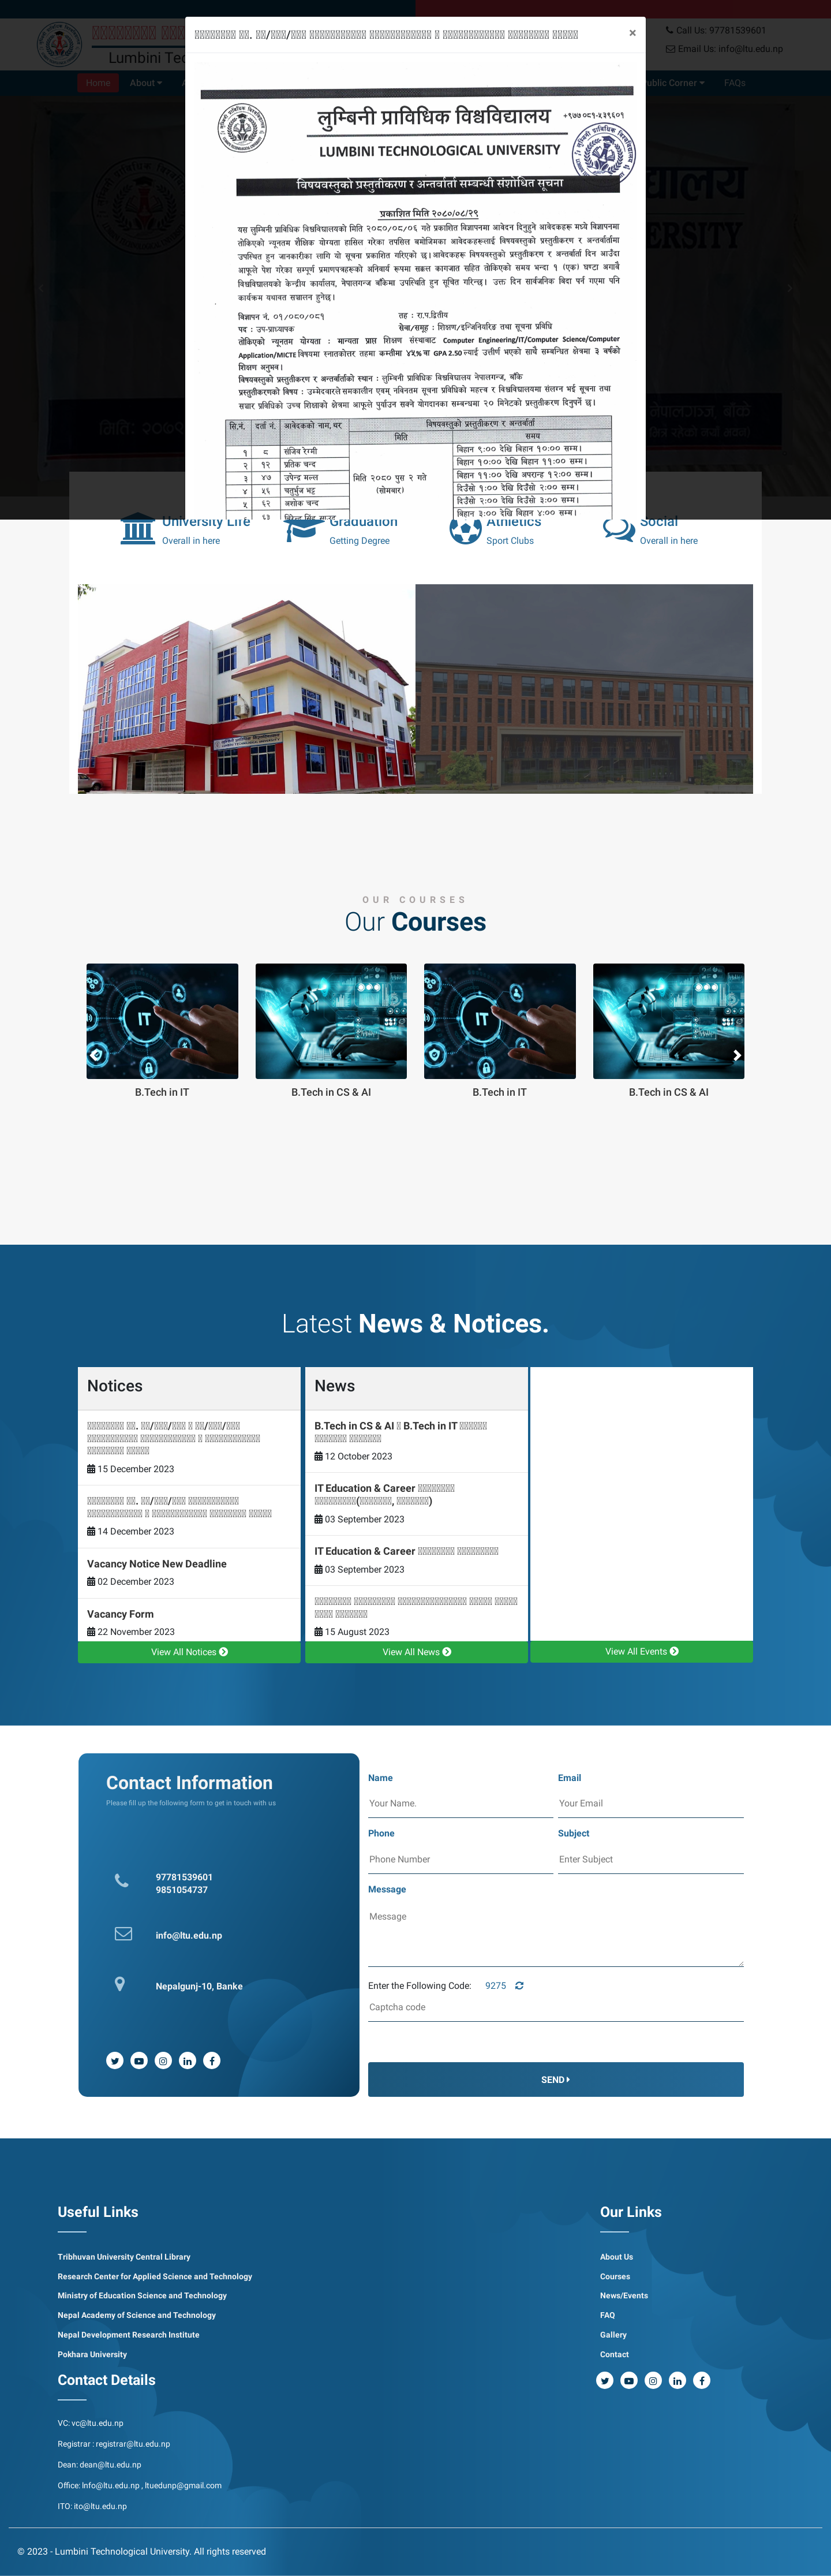 Call Us: 97781539601
Email Us: info@ltu.edu.np
Home
About
Public Corner
FAQs
×
लुम्बिनी प्राविधिक विश्वविद्यालय
+९७७ ०८१-५३९६०१
LUMBINI TECHNOLOGICAL UNIVERSITY
विषयवस्तुको प्रस्तुतीकरण र अन्तर्वार्ता सम्बन्धी संशोधित सूचना
प्रकाशित मिति २०८०/०८/२९
यस लुम्बिनी प्राविधिक विश्वविद्यालयको मिति २०८०/०८/०६ गते प्रकाशित विज्ञापनमा आवेदन दिनुहुने आवेदकहरू मध्ये विज्ञापनमा
तोकिएको न्यूनतम शैक्षिक योग्यता हासिल गरेका तपसिल बमोजिमका आवेदकहरूलाई विषयवस्तुको प्रस्तुतीकरण र अन्तर्वार्तामा
उपस्थित हुन जानकारीका लागि यो सूचना प्रकाशित गरिएको छ। आवेदकहरू विषयवस्तुको प्रस्तुतीकरण र अन्तर्वार्ता दिन आउँदा
आफूले पेश गरेका सम्पूर्ण प्रमाणपत्रहरूको अनिवार्य रूपमा सक्कल कागजात सहित तोकिएको समय भन्दा १ (एक) घण्टा अगावै
विश्वविद्यालयको केन्द्रीय कार्यालय, नेपालगन्ज बाँकेमा उपस्थिति हुन सूचित गरिन्छ। उक्त दिन सार्वजनिक बिदा पर्न गएमा पनि
कार्यक्रम यथावत सञ्चालन हुनेछ।
विज्ञापन नं. ०१/०८०/०८१ तह : रा.प.द्वितीय
पद : उप-प्राध्यापक सेवा/समूह : शिक्षण/इन्जिनियरिङ तथा सूचना प्रविधि
तोकिएको न्यूनतम योग्यता : मान्यता प्राप्त शिक्षण संस्थाबाट Computer Engineering/IT/Computer Science/Computer
Application/MICTE विषयमा स्नातकोत्तर तहमा कम्तीमा ४५% वा GPA 2.50 ल्याई उत्तीर्ण भएको साथै सम्बन्धित क्षेत्रमा ३ वर्षको
शिक्षण अनुभव।
विषयवस्तुको प्रस्तुतीकरण र अन्तर्वार्ताको स्थान : लुम्बिनी प्राविधिक विश्वविद्यालय नेपालगन्ज, बाँके
प्रस्तुतीकरणको विषय : उम्मेदवारले समकालीन एवम् नविनतम सूचना प्रविधिको महत्त्व र विश्वविद्यालयमा संलग्न भई सूचना तथा
सञ्चार प्रविधिको उच्च शिक्षाको क्षेत्रमा आफूले पुर्याउन सक्ने योगदानका सम्बन्धमा २० मिनेटको प्रस्तुतीकरण दिनुपर्ने छ।
सि.नं. दर्ता नं. आवेदकको नाम, थर विषयवस्तुको प्रस्तुतीकरण र अन्तर्वार्ता
मिति समय
१ ८ संजिव रेग्मी बिहान ९:०० देखि बिहान १०:०० सम्म।
२ १२ प्रतिक चन्द बिहान १०:०० देखि बिहान ११:०० सम्म।
३ ४७ उपेन्द्र मल्ल मिति २०८० पुस २ गते बिहान ११:०० देखि अपरान्ह १२:०० सम्म।
४ ५६ चतुर्भुज भट्ट (सोमबार) दिउँसो १:०० देखि दिउँसो २:०० सम्म।
५ ६२ अशोक चन्द दिउँसो २:०० देखि दिउँसो ३:०० सम्म।
६३
University Life
Overall in here
Graduation
Getting Degree
Athletics
Sport Clubs
Social
Overall in here
OUR COURSES
Our Courses
IT
IT
B.Tech in IT
B.Tech in CS & AI
B.Tech in IT
B.Tech in CS & AI
Latest News & Notices.
Notices
15 December 2023
14 December 2023
Vacancy Notice New Deadline
02 December 2023
Vacancy Form
22 November 2023
View All Notices
News
B.Tech in CS & AI
B.Tech in IT
12 October 2023
IT Education & Career
03 September 2023
IT Education & Career
03 September 2023
15 August 2023
View All News
View All Events
Contact Information
Please fill up the following form to get in touch with us
97781539601
9851054737
info@ltu.edu.np
Nepalgunj-10, Banke
Name
Email
Your Name.
Your Email
Phone
Subject
Phone Number
Enter Subject
Message
Message
Enter the Following Code: 9275
Captcha code
SEND
Useful Links
Tribhuvan University Central Library
Research Center for Applied Science and Technology
Ministry of Education Science and Technology
Nepal Academy of Science and Technology
Nepal Development Research Institute
Pokhara University
Our Links
About Us
Courses
News/Events
FAQ
Gallery
Contact
Contact Details
VC: vc@ltu.edu.np
Registrar : registrar@ltu.edu.np
Dean: dean@ltu.edu.np
Office: Info@ltu.edu.np , ltuedunp@gmail.com
ITO: ito@ltu.edu.np
© 2023 - Lumbini Technological University. All rights reserved